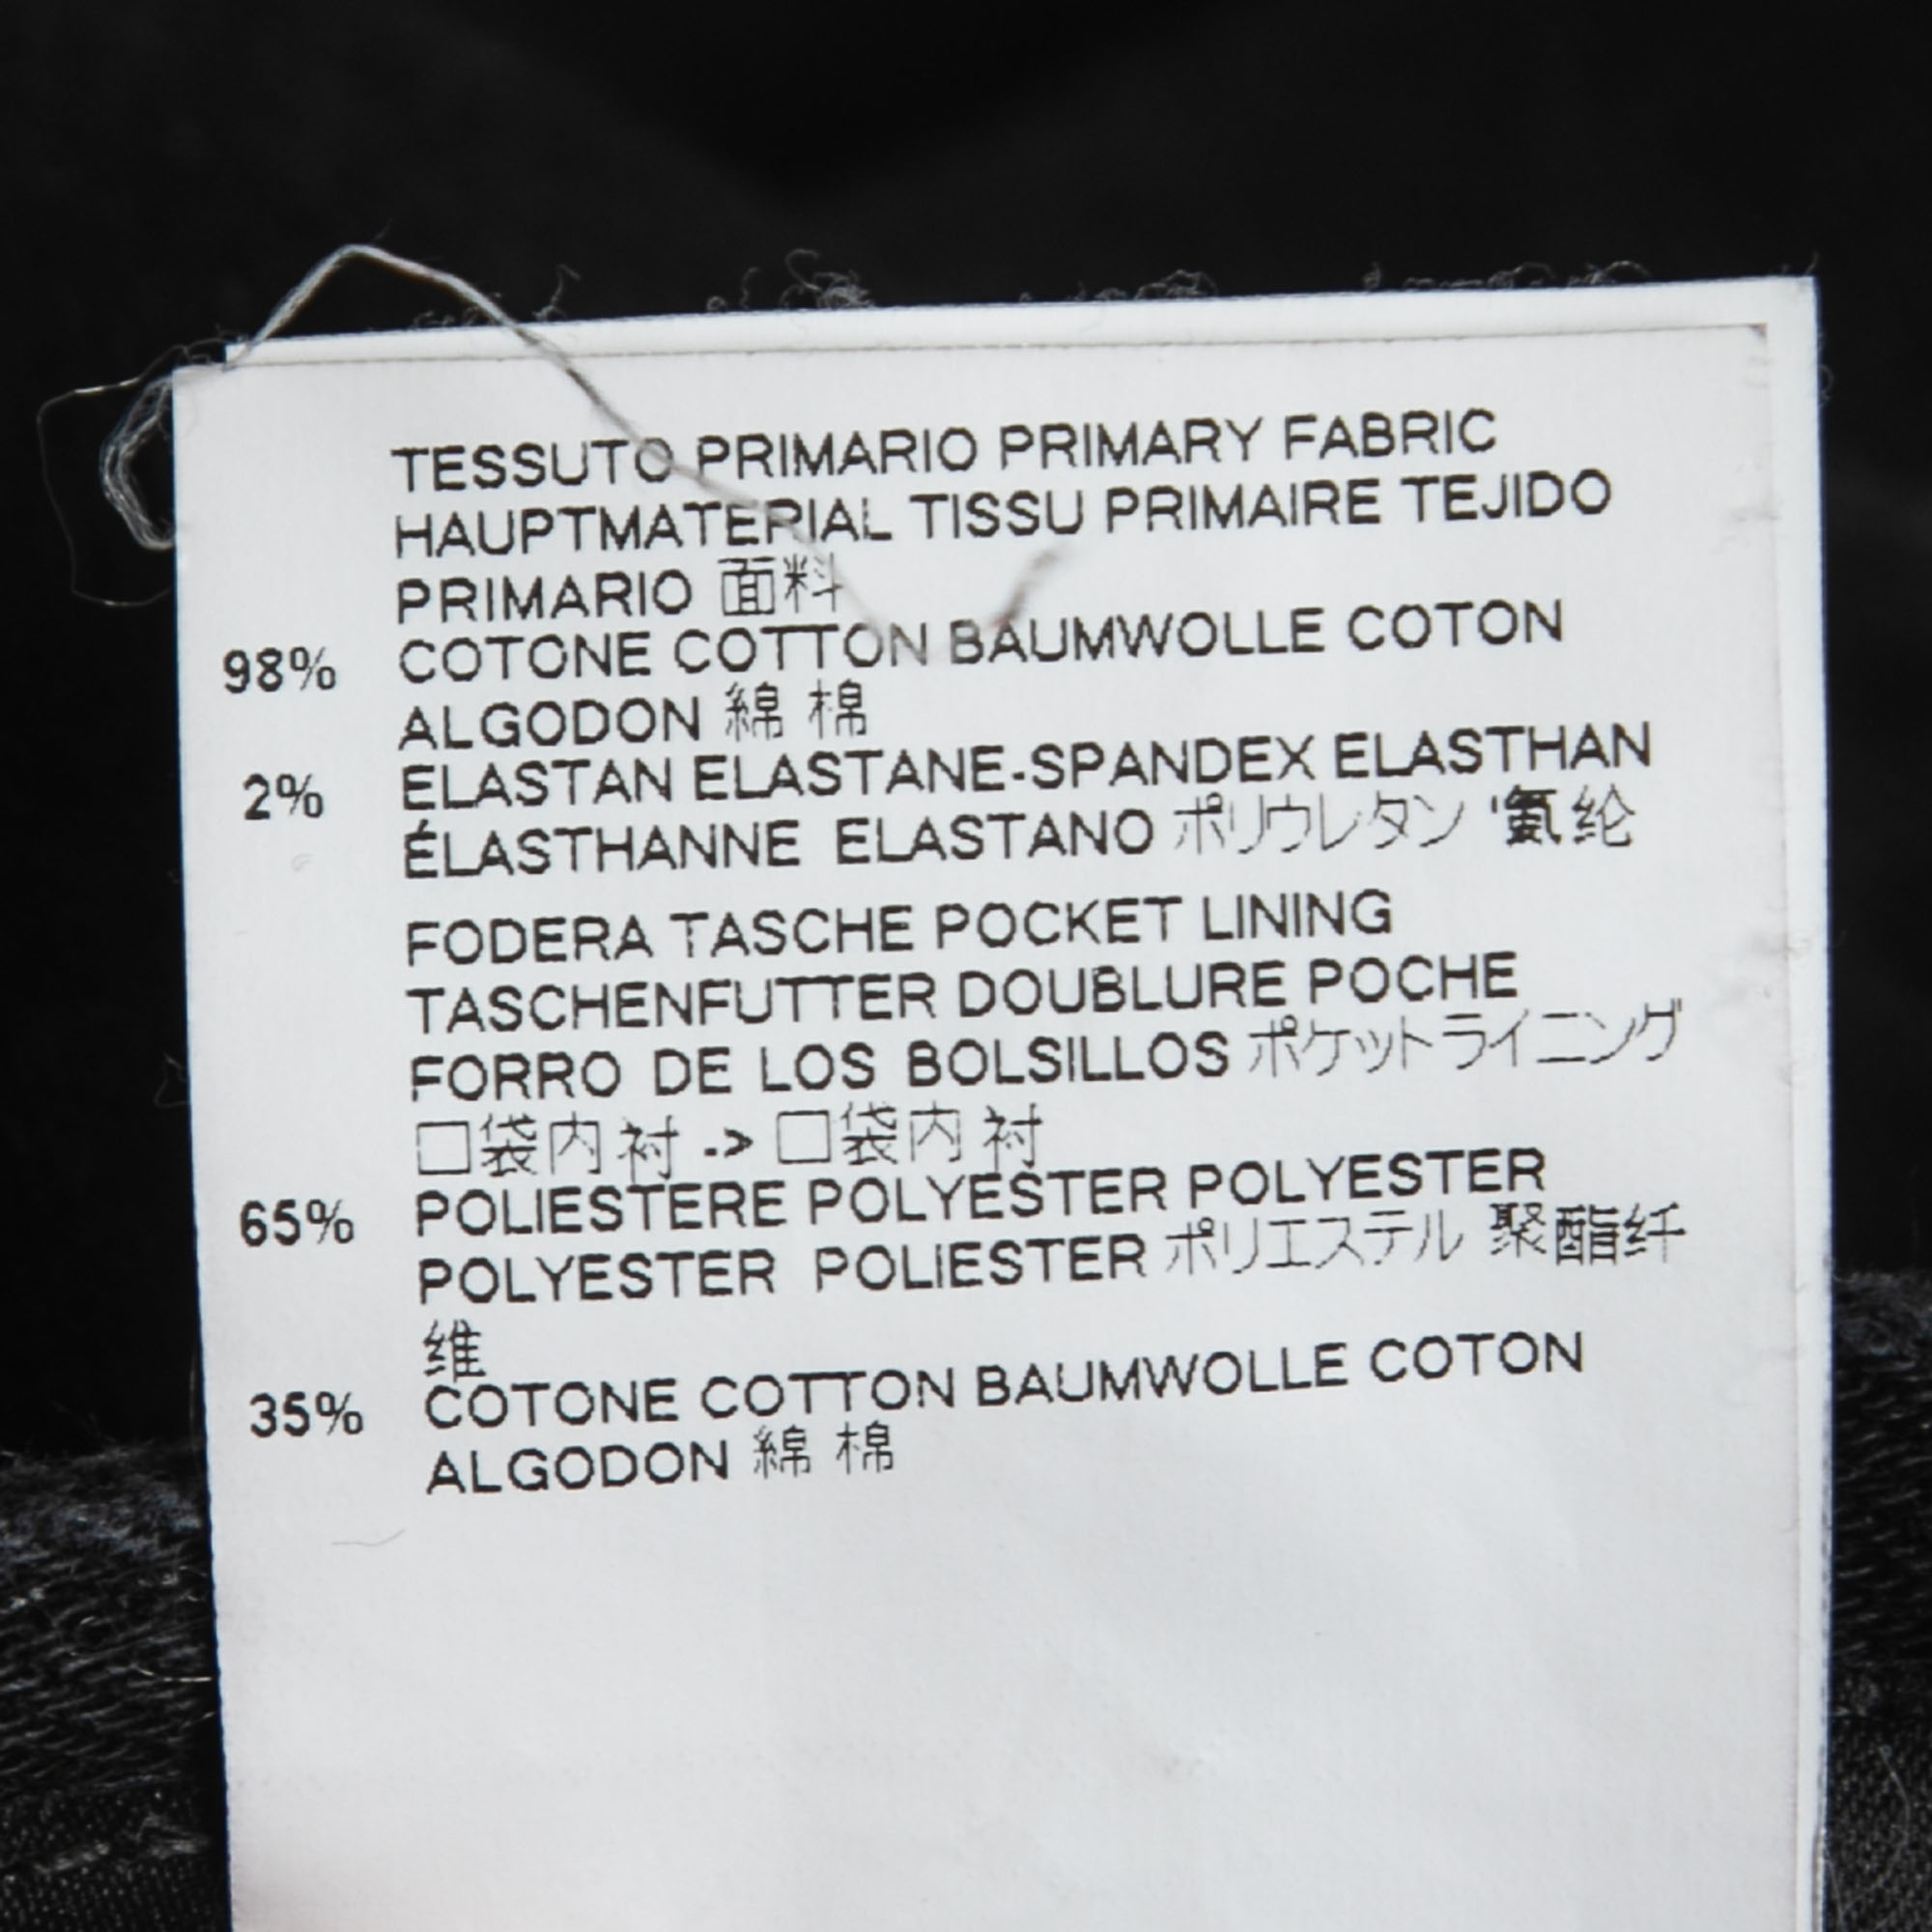 TESSUTO PRIMARIO PRIMARY FABRIC
HAUPTMATERIAL TISSU PRIMAIRE TEJIDO
PRIMARIO 面料
98% COTONE COTTON BAUMWOLLE COTON
ALGODON 綿 棉
2% ELASTAN ELASTANE-SPANDEX ELASTHAN
ÉLASTHANNE ELASTANO ポリウレタン '氨纶
FODERA TASCHE POCKET LINING
TASCHENFUTTER DOUBLURE POCHE
FORRO DE LOS BOLSILLOS ポケットライニング
口袋内衬 -> 口袋内衬
65% POLIESTERE POLYESTER POLYESTER
POLYESTER POLIESTER ポリエステル 聚酯纤
维
35% COTONE COTTON BAUMWOLLE COTON
ALGODON 綿 棉